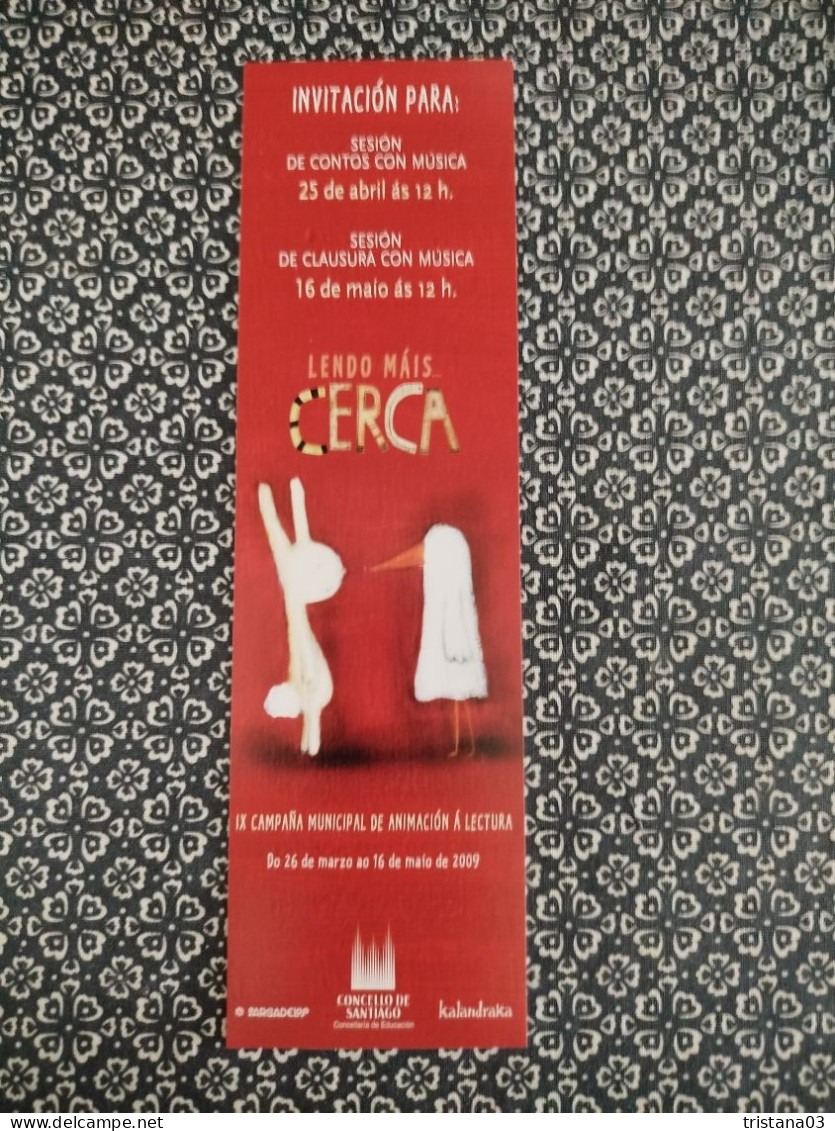 INVITACIÓN PARA:
SESIÓN
DE CONTOS CON MÚSICA
25 de abril ás 12 h.
SESIÓN
DE CLAUSURA CON MÚSICA
16 de maio ás 12 h.
LENDO MÁIS...
CERCA
IX CAMPAÑA MUNICIPAL DE ANIMACIÓN Á LECTURA
Do 26 de marzo ao 16 de maio de 2009
CONCELLO DE
SANTIAGO
Concellería de Educación
SARGADELOS
kalandraka
delcampe.net
tristana03